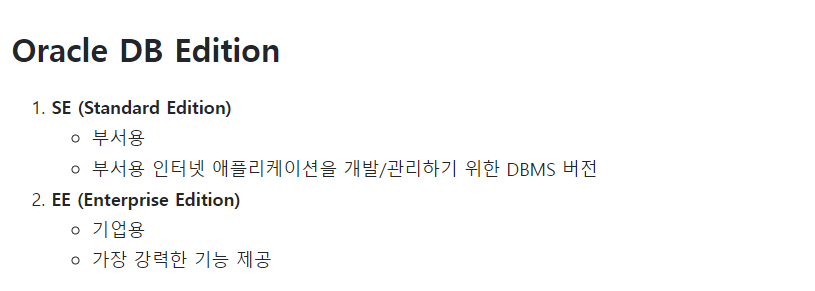 Oracle DB Edition
1. SE (Standard Edition)
○ 부서용
○ 부서용 인터넷 애플리케이션을 개발/관리하기 위한 DBMS 버전
2. EE (Enterprise Edition)
○ 기업용
○ 가장 강력한 기능 제공